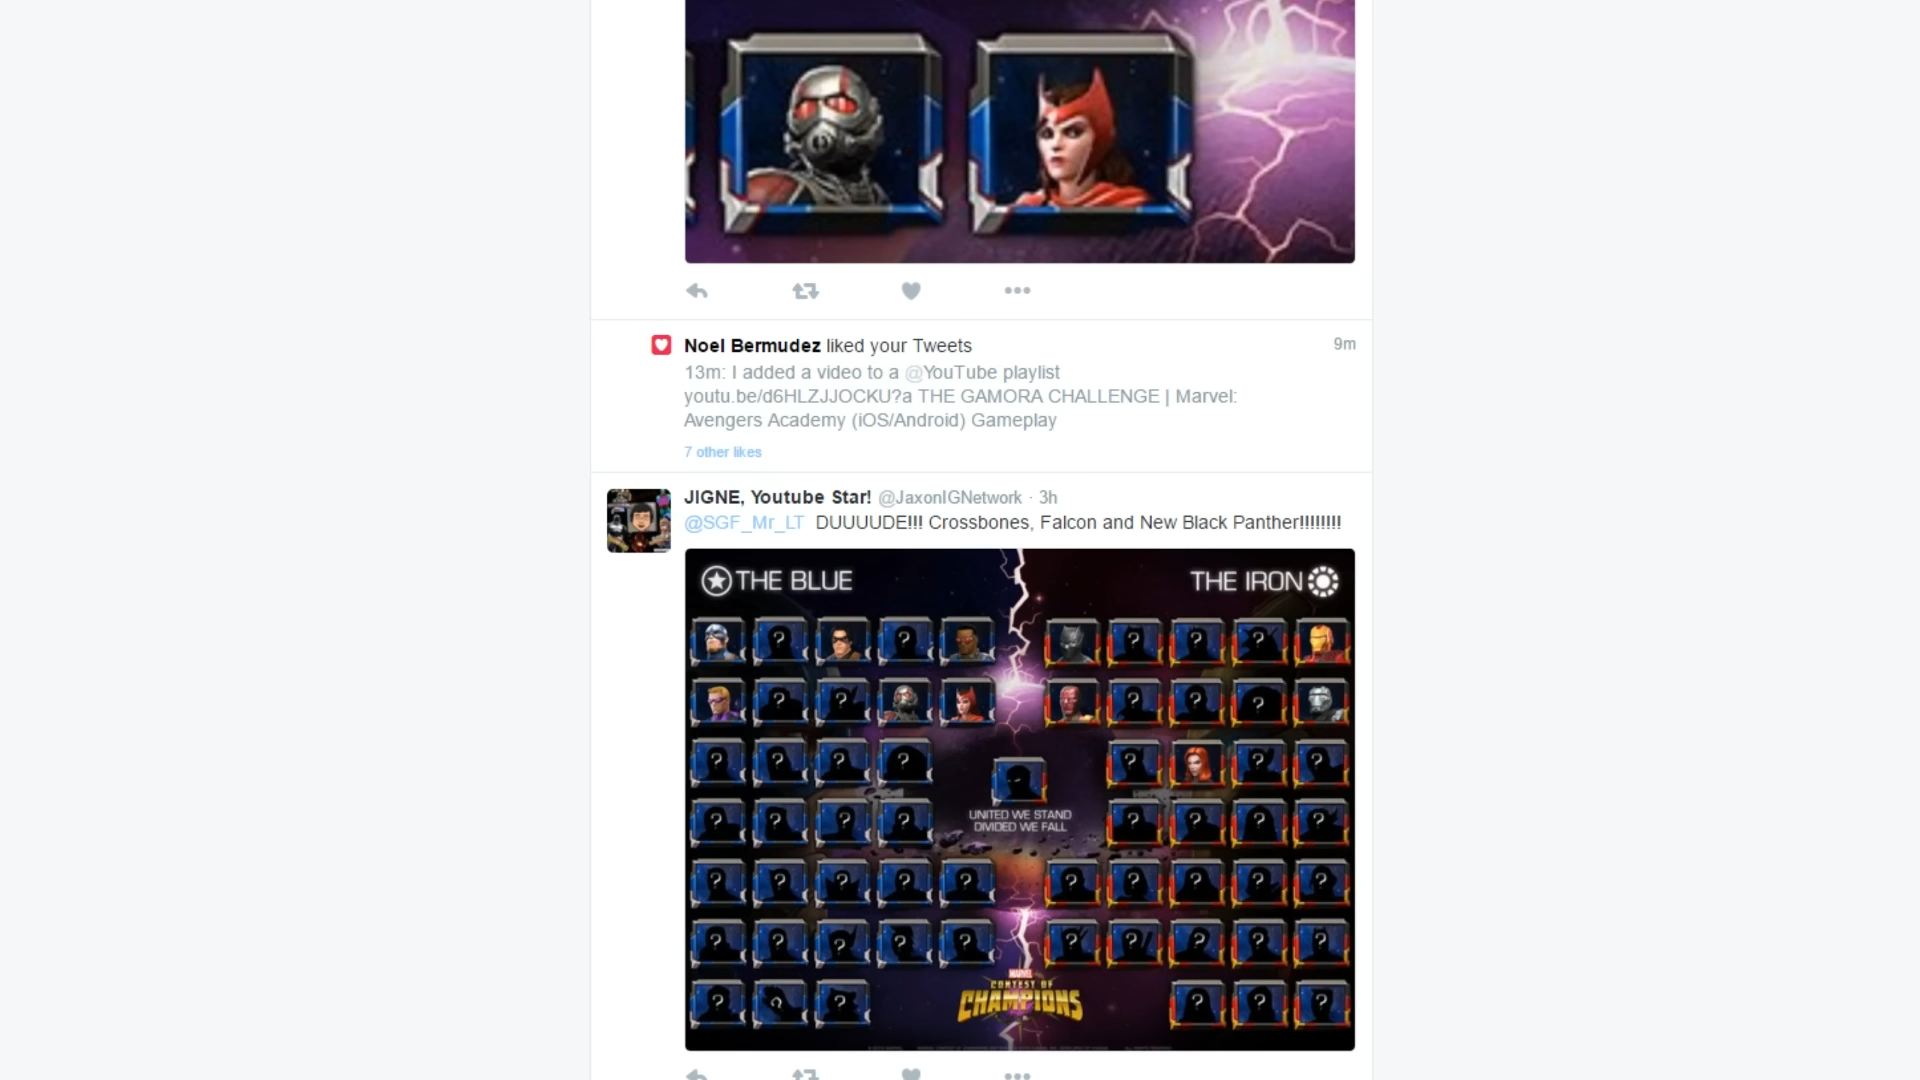 Noel Bermudez liked your Tweets
9m
13m: I added a video to a @YouTube playlist
youtu.be/d6HLZJJOCKU?a THE GAMORA CHALLENGE | Marvel:
Avengers Academy (iOS/Android) Gameplay
7 other likes
JIGNE, Youtube Star! @JaxonIGNetwork · 3h
@SGF_Mr_LT DUUUUDE!!! Crossbones, Falcon and New Black Panther!!!!!!!!
THE BLUE
THE IRON
UNITED WE STAND
DIVIDED WE FALL
MARVEL
CONTEST OF
CHAMPIONS